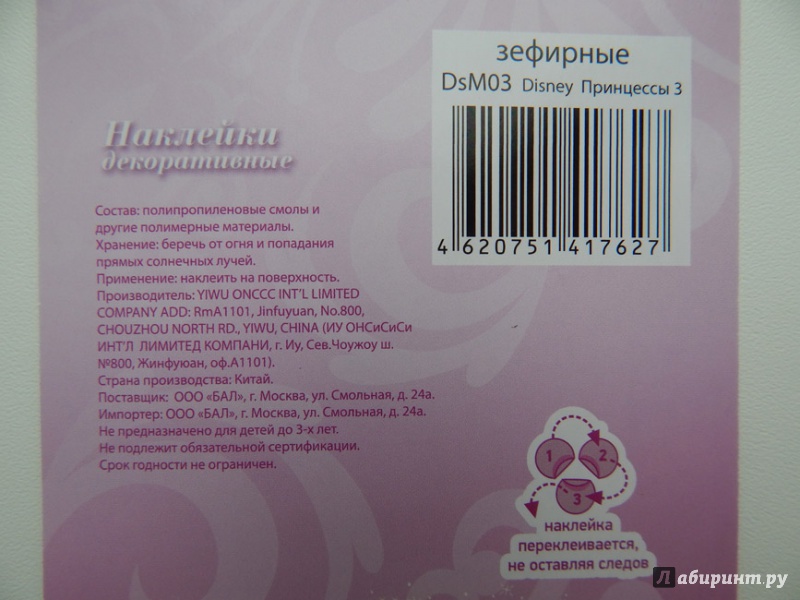 зефирные
DsM03 Disney Принцессы 3
4 620751 417627
Наклейки
декоративные
Состав: полипропиленовые смолы и
другие полимерные материалы.
Хранение: беречь от огня и попадания
прямых солнечных лучей.
Применение: наклеить на поверхность.
Производитель: YIWU ONCCC INT'L LIMITED
COMPANY ADD: RmA1101, Jinfuyuan, No.800,
CHOUZHOU NORTH RD., YIWU, CHINA (ИУ ОНСиСиСи
ИНТ'Л ЛИМИТЕД КОМПАНИ, г. Иу, Сев.Чоужоу ш.
№800, Жинфуюан, оф.А1101).
Страна производства: Китай.
Поставщик: ООО «БАЛ», г. Москва, ул. Смольная, д. 24а.
Импортер: ООО «БАЛ», г. Москва, ул. Смольная, д. 24а.
Не предназначено для детей до 3-х лет.
Не подлежит обязательной сертификации.
Срок годности не ограничен.
1 2
3
наклейка
переклеивается,
не оставляя следов
Лабиринт.ру